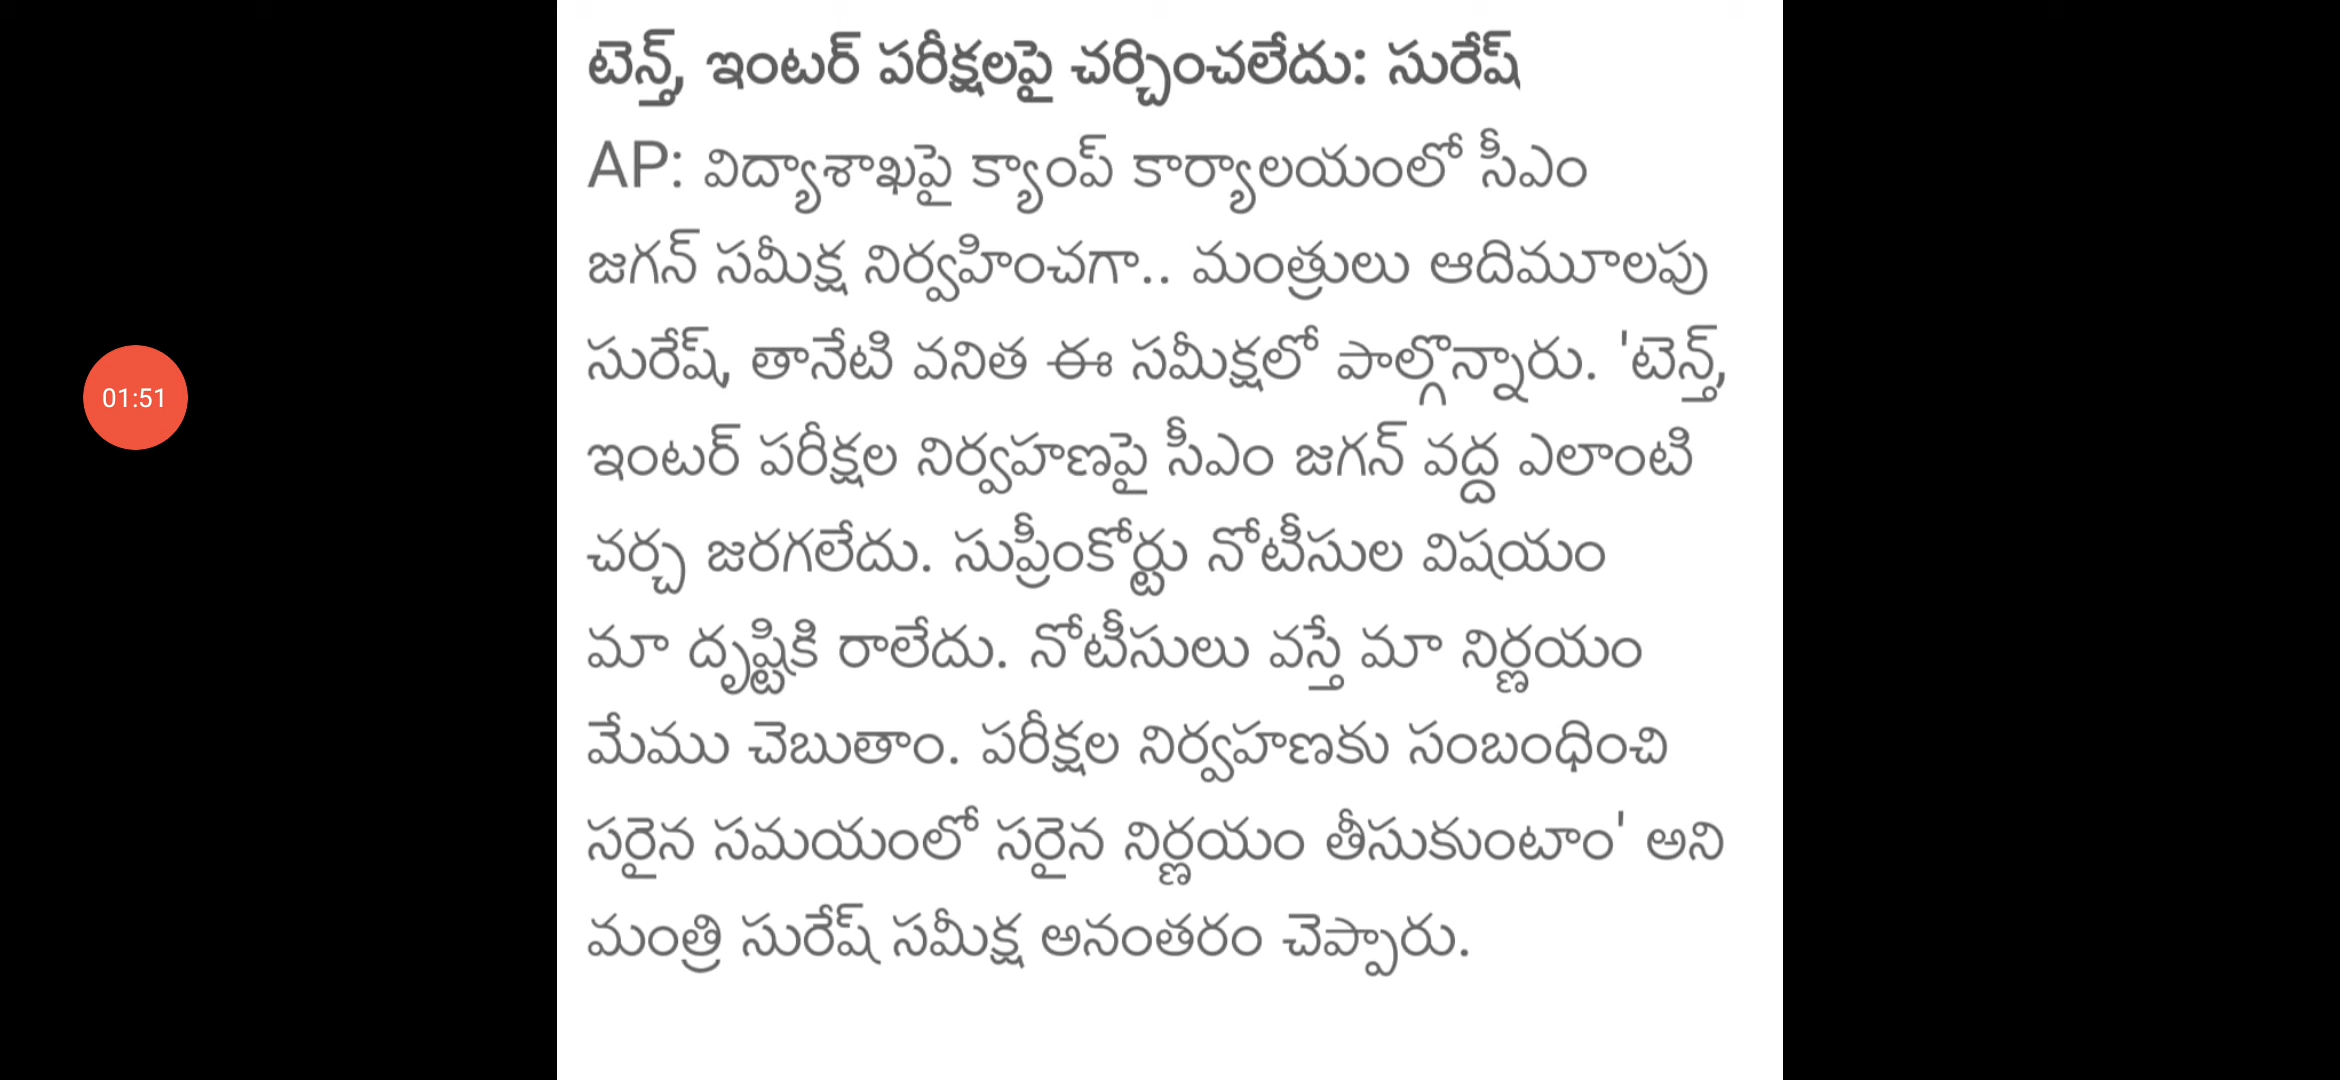 టెన్త్, ఇంటర్ పరీక్షలపై చర్చించలేదు: సురేష్
AP: విద్యాశాఖపై క్యాంప్ కార్యాలయంలో సీఎం
జగన్ సమీక్ష నిర్వహించగా.. మంత్రులు ఆదిమూలపు
సురేష్, తానేటి వనిత ఈ సమీక్షలో పాల్గొన్నారు. 'టెన్త్,
ఇంటర్ పరీక్షల నిర్వహణపై సీఎం జగన్ వద్ద ఎలాంటి
చర్చ జరగలేదు. సుప్రీంకోర్టు నోటీసుల విషయం
మా దృష్టికి రాలేదు. నోటీసులు వస్తే మా నిర్ణయం
మేము చెబుతాం. పరీక్షల నిర్వహణకు సంబంధించి
సరైన సమయంలో సరైన నిర్ణయం తీసుకుంటాం' అని
మంత్రి సురేష్ సమీక్ష అనంతరం చెప్పారు.
01:51